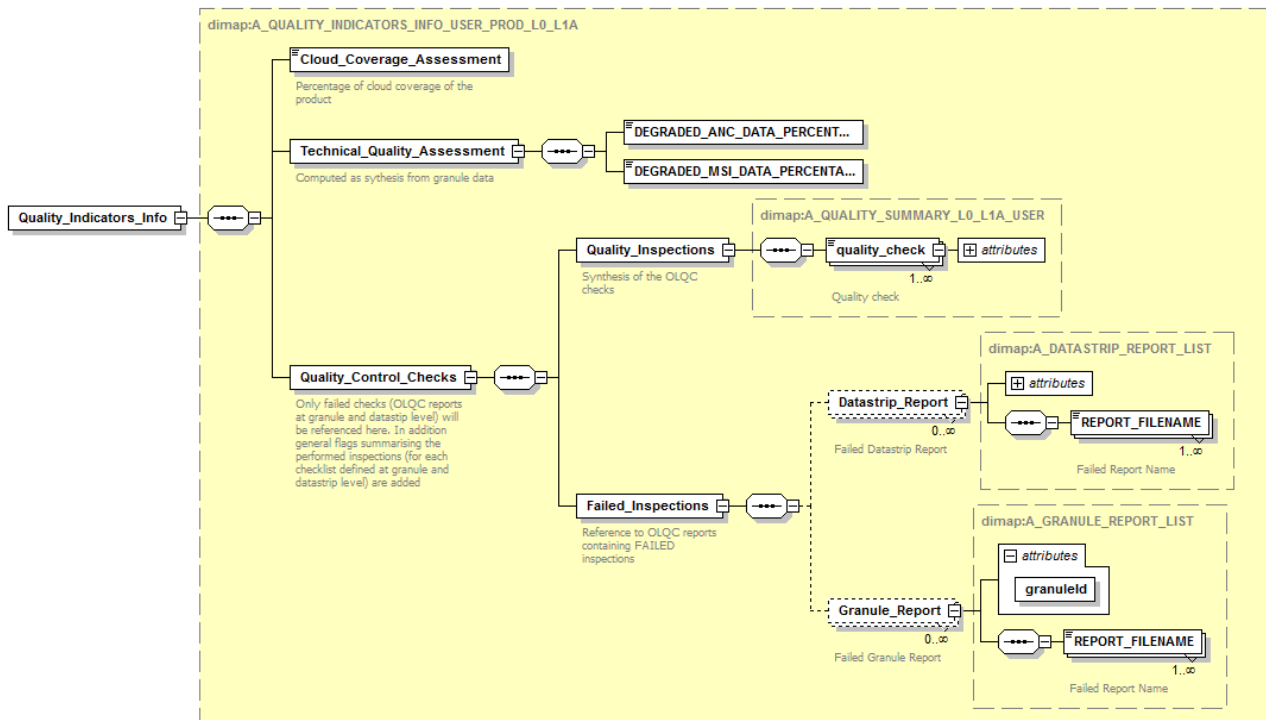 dimap:A_QUALITY_INDICATORS_INFO_USER_PROD_L0_L1A
Cloud_Coverage_Assessment
Percentage of cloud coverage of the
product
Technical_Quality_Assessment
Computed as sythesis from granule data
DEGRADED_ANC_DATA_PERCENT...
DEGRADED_MSI_DATA_PERCENTA...
Quality_Indicators_Info
dimap:A_QUALITY_SUMMARY_L0_L1A_USER
Quality_Inspections
Synthesis of the OLQC
checks
quality_check
1..∞
attributes
Quality check
Quality_Control_Checks
Only failed checks (OLQC reports
at granule and datastip level) will
be referenced here. In addition
general flags summarising the
performed inspections (for each
checklist defined at granule and
datastrip level) are added
dimap:A_DATASTRIP_REPORT_LIST
Datastrip_Report
0..∞
Failed Datastrip Report
attributes
REPORT_FILENAME
1..∞
Failed Report Name
Failed_Inspections
Reference to OLQC reports
containing FAILED
inspections
dimap:A_GRANULE_REPORT_LIST
attributes
granuleId
Granule_Report
0..∞
Failed Granule Report
REPORT_FILENAME
1..∞
Failed Report Name